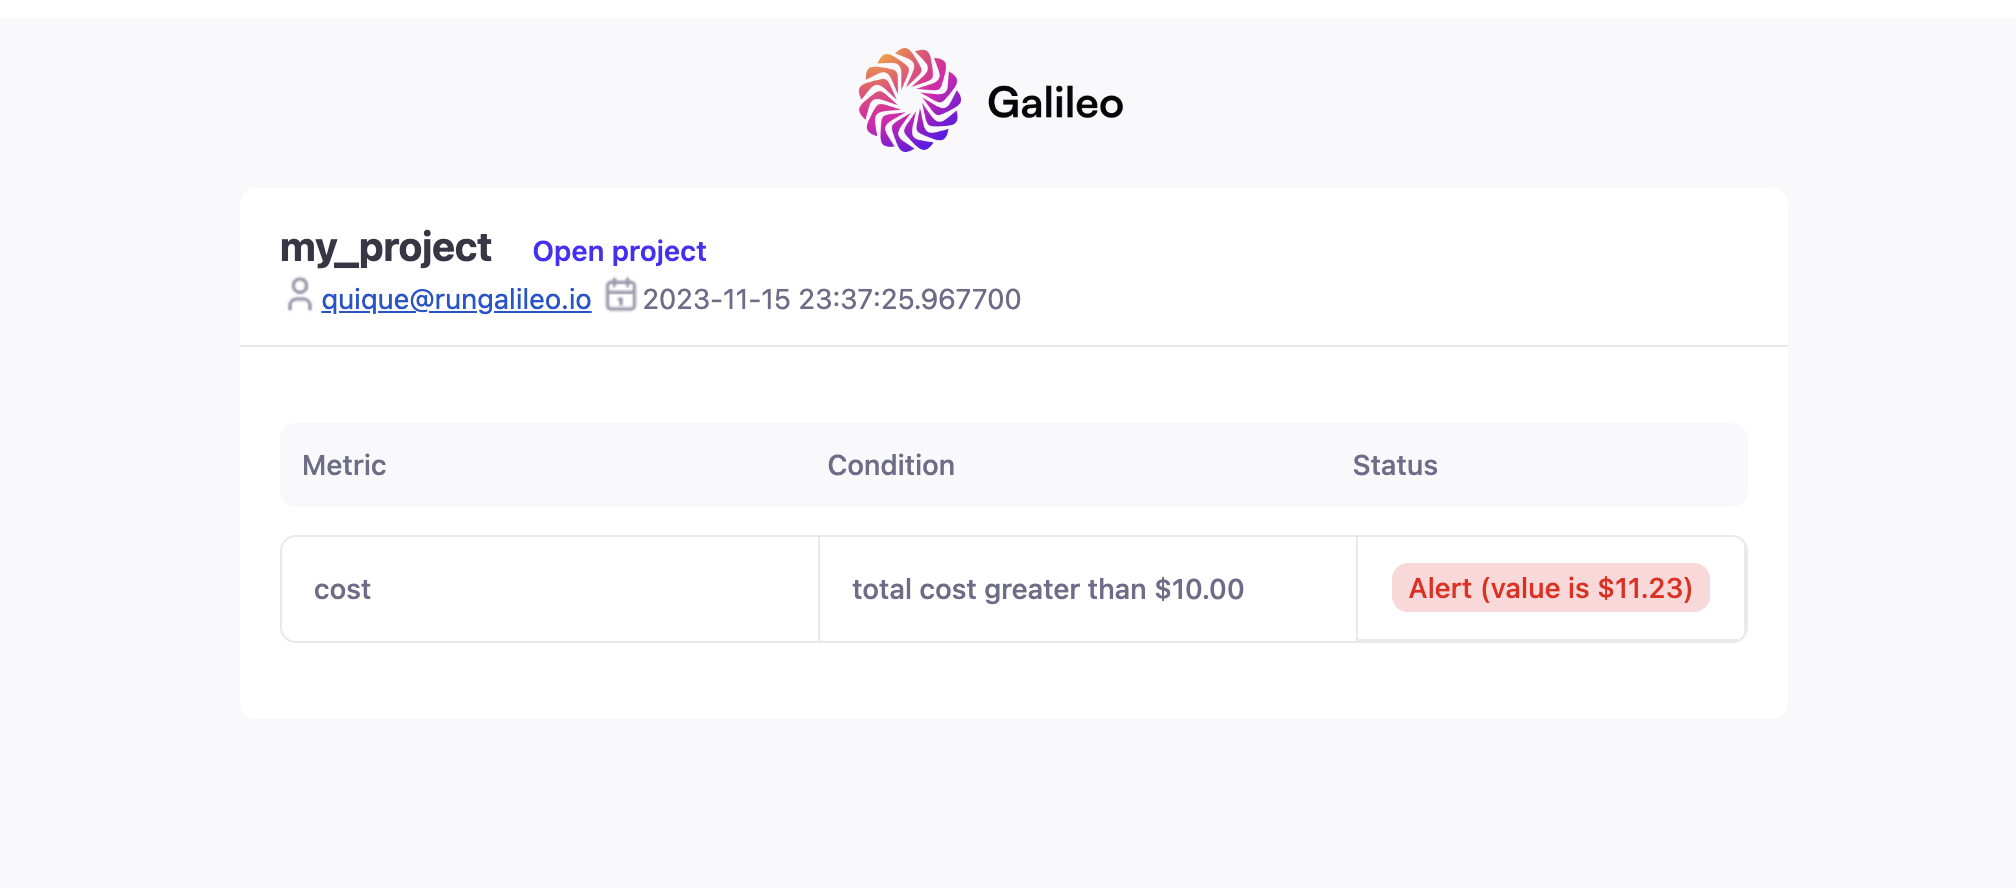 Galileo
my_project Open project
quique@rungalileo.io 1 2023-11-15 23:37:25.967700
Metric Condition Status
cost total cost greater than $10.00 Alert (value is $11.23)